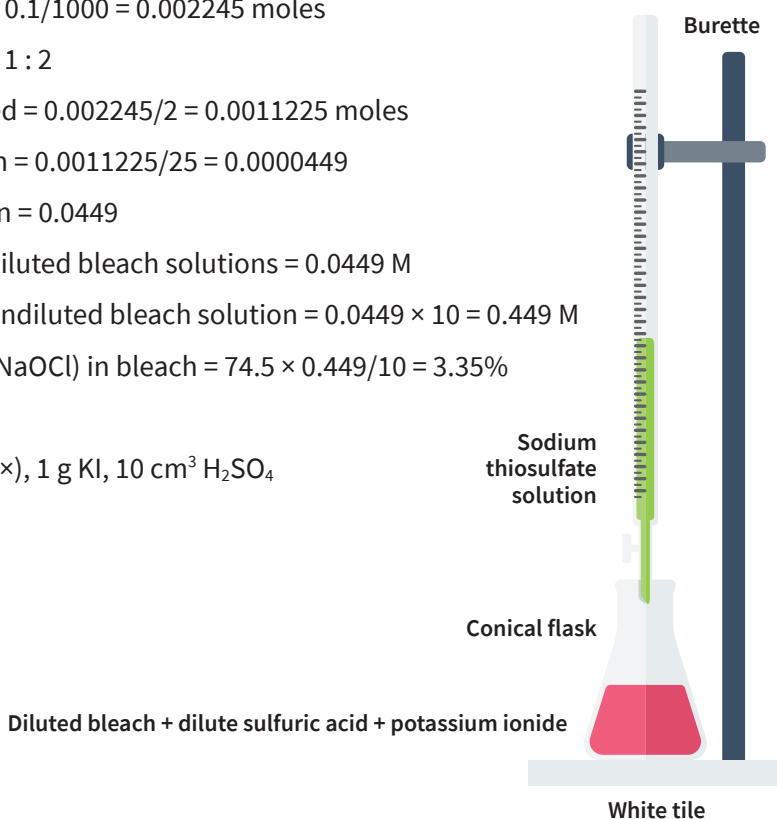 0.1/1000 = 0.002245 moles
1 : 2
d = 0.002245/2 = 0.0011225 moles
n = 0.0011225/25 = 0.0000449
n = 0.0449
iluted bleach solutions = 0.0449 M
ndiluted bleach solution = 0.0449 × 10 = 0.449 M
NaOCl) in bleach = 74.5 × 0.449/10 = 3.35%
×), 1 g KI, 10 cm³ H₂SO₄
Burette
Sodium
thiosulfate
solution
Conical flask
Diluted bleach + dilute sulfuric acid + potassium ionide
White tile